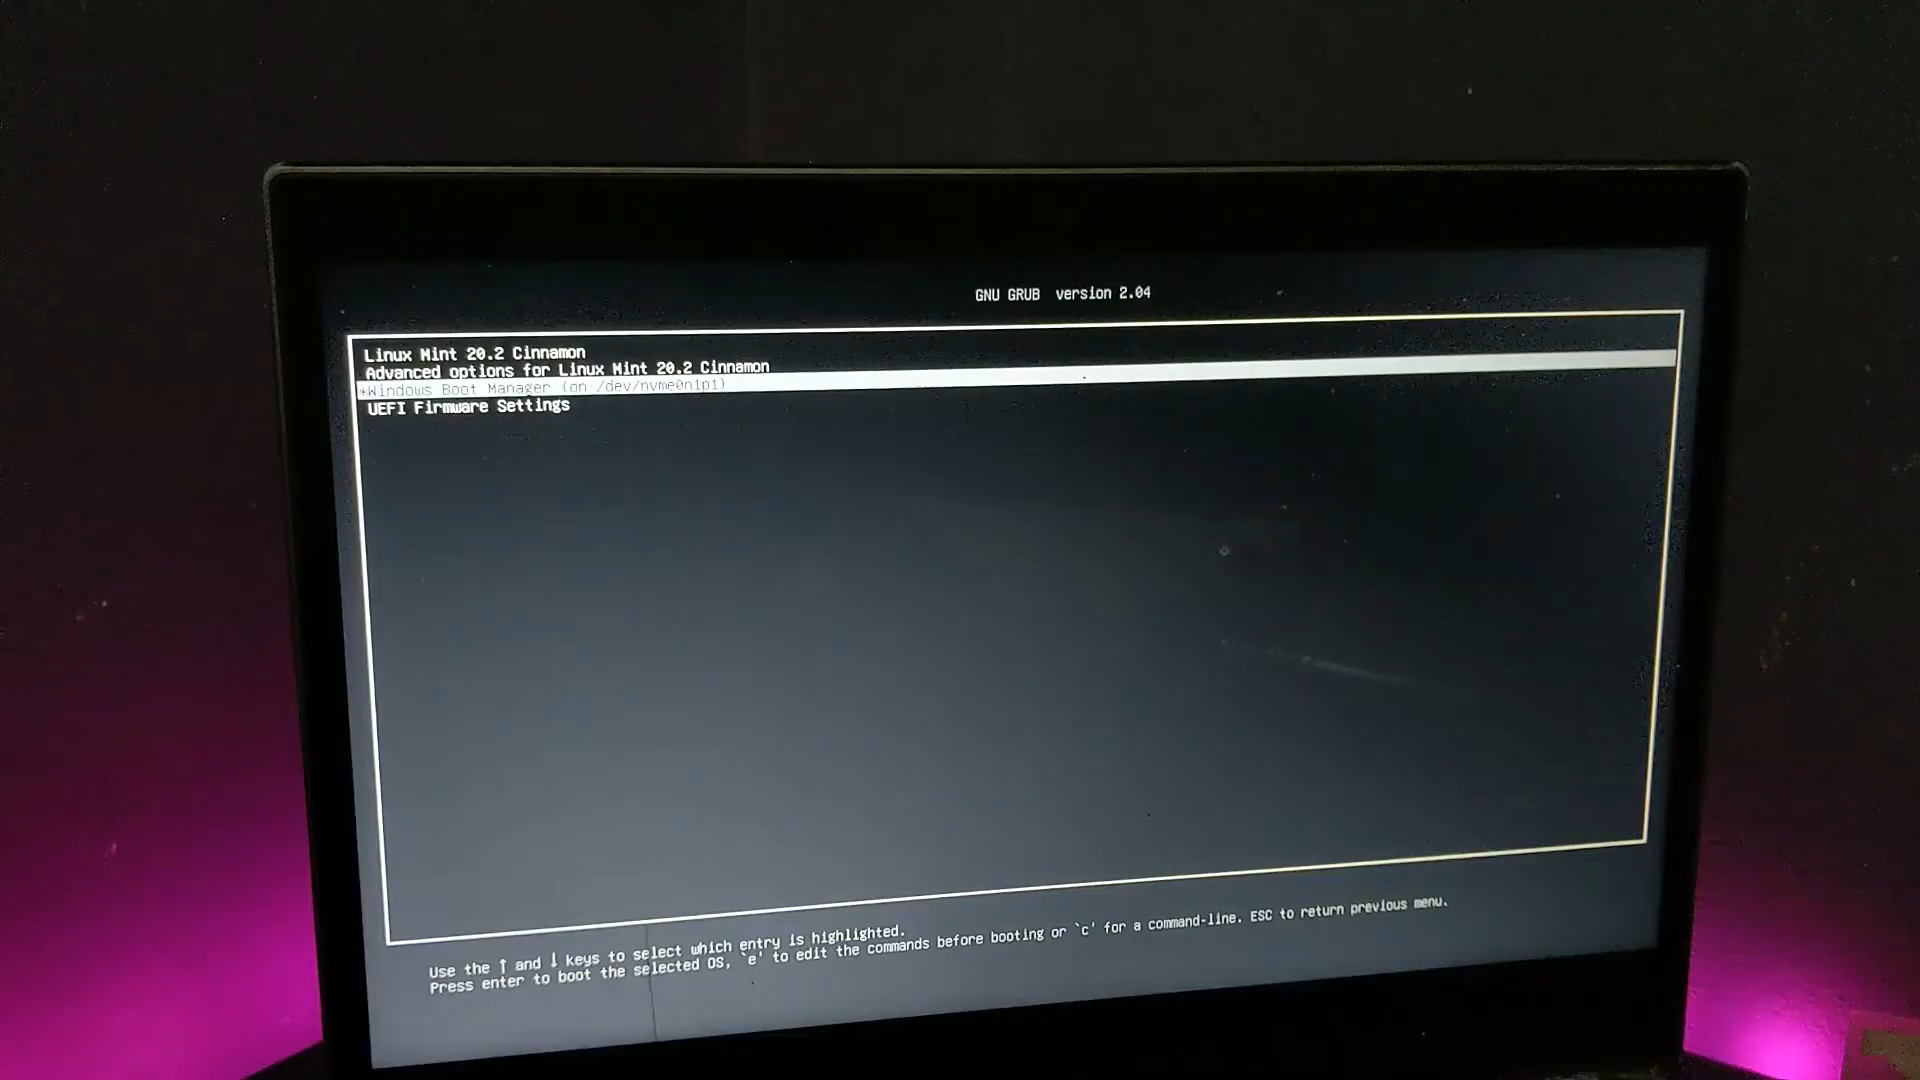 GNU GRUB version 2.04
Linux Mint 20.2 Cinnamon
Advanced options for Linux Mint 20.2 Cinnamon
*Windows Boot Manager (on /dev/nvme0n1p1)
UEFI Firmware Settings
Use the ↑ and ↓ keys to select which entry is highlighted.
Press enter to boot the selected OS, `e' to edit the commands before booting or `c' for a command-line. ESC to return previous menu.